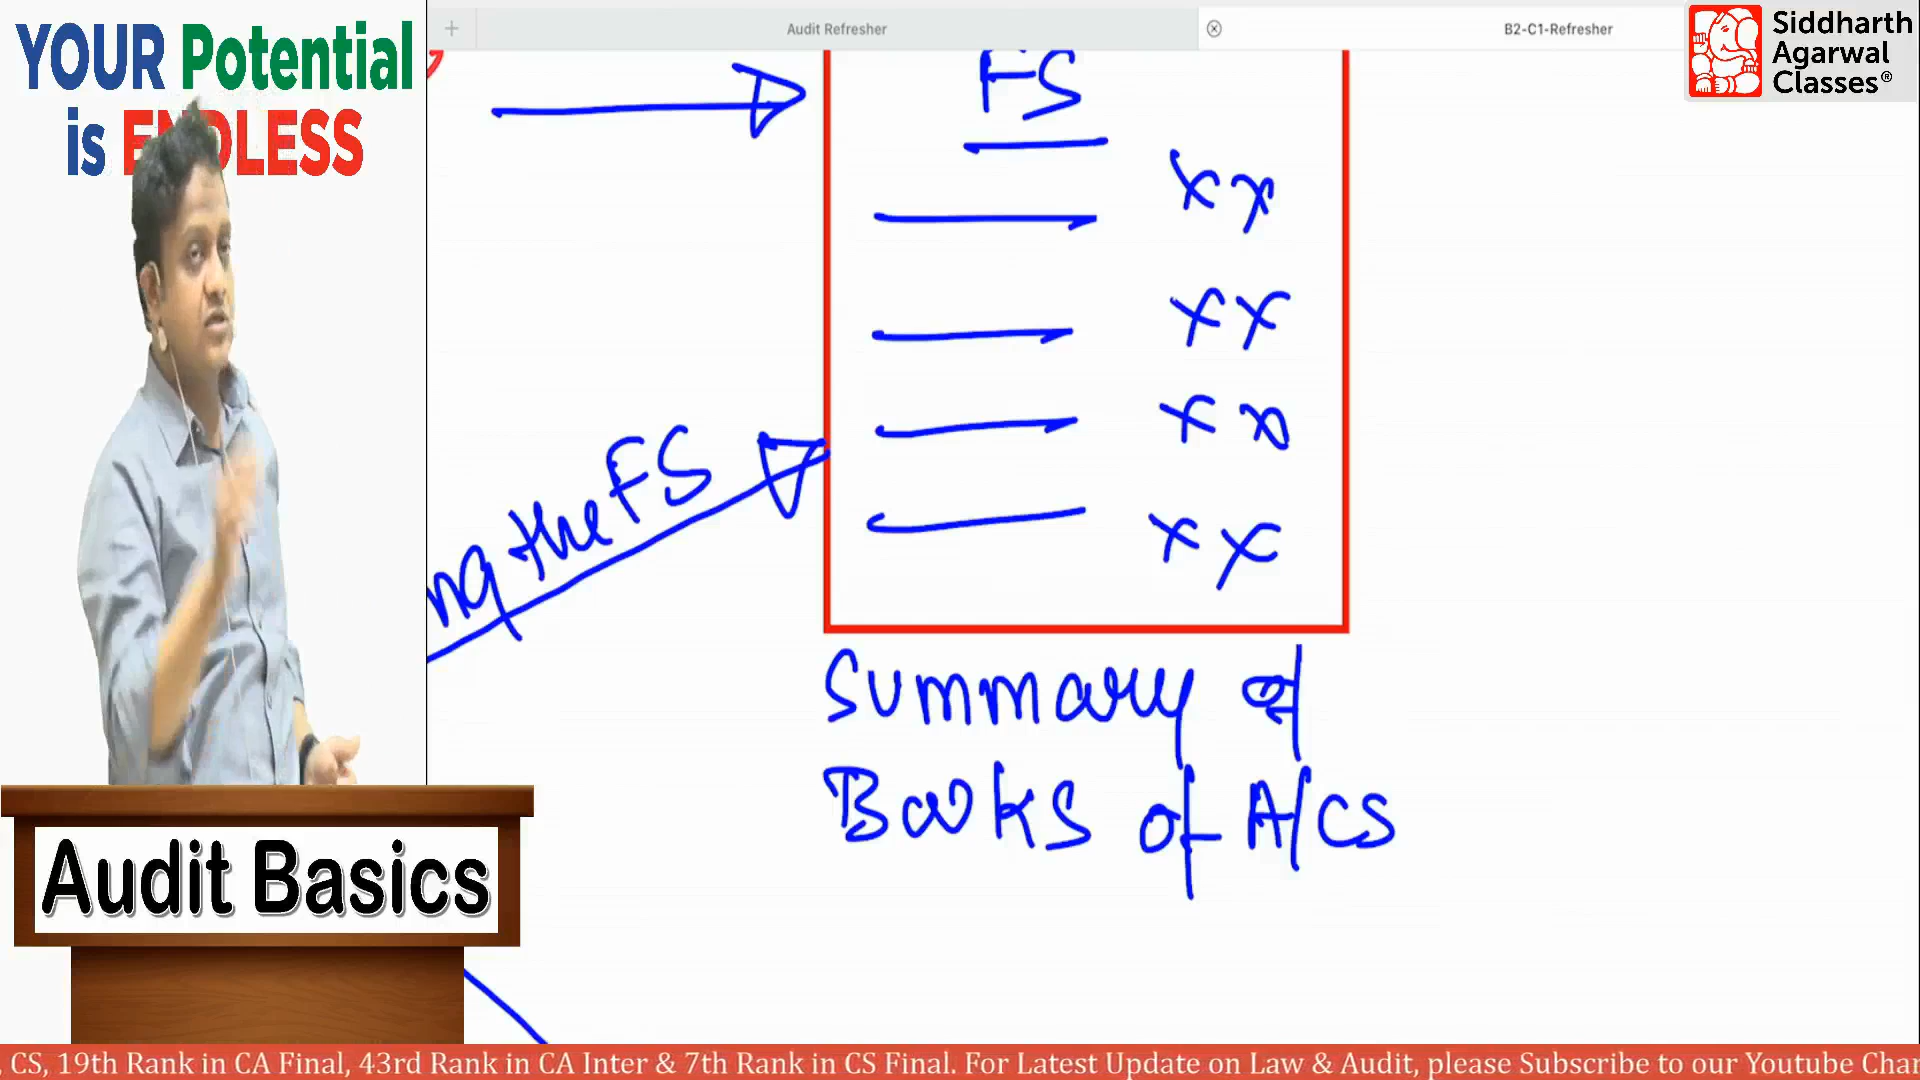 YOUR Potential
is ENDLESS
Audit Refresher
B2-C1-Refresher
Siddharth
Agarwal
Classes®
FS
xx
xx
xx
xx
ng the FS
Summary of
Books of A/CS
Audit Basics
. CS, 19th Rank in CA Final, 43rd Rank in CA Inter & 7th Rank in CS Final. For Latest Update on Law & Audit, please Subscribe to our Youtube Char